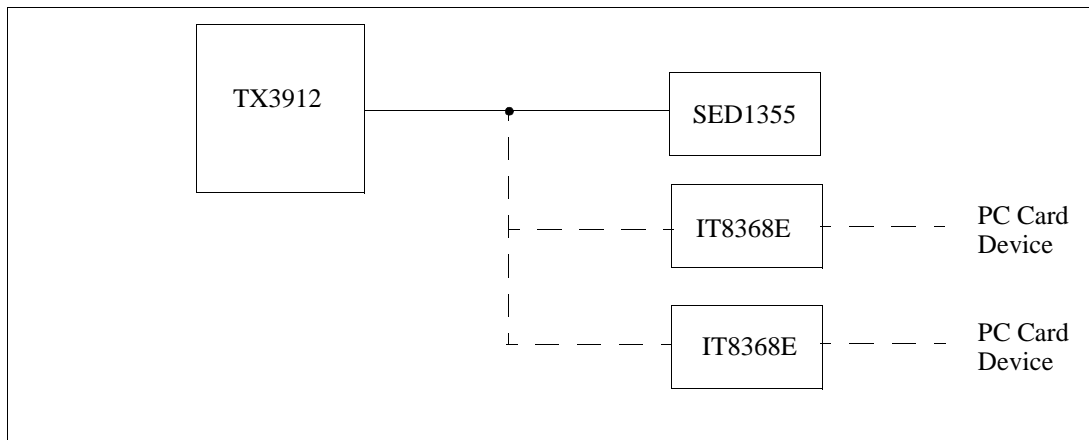 TX3912
SED1355
IT8368E
PC Card
Device
IT8368E
PC Card
Device